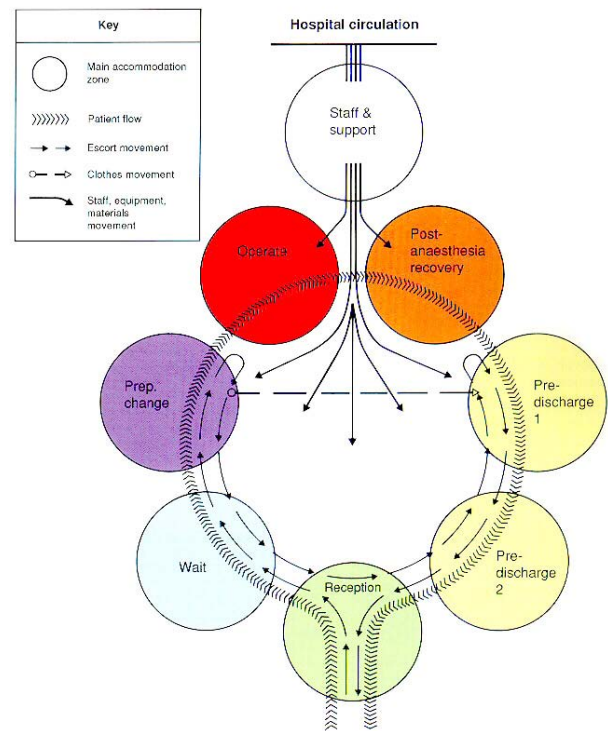 Key
Main accommodation
zone
Patient flow
Escort movement
Clothes movement
Staff, equipment,
materials
movement
Hospital circulation
Staff &
support
Operate
Post-
anaesthesia
recovery
Prep.
change
Pre-
discharge
1
Wait
Pre-
discharge
2
Reception